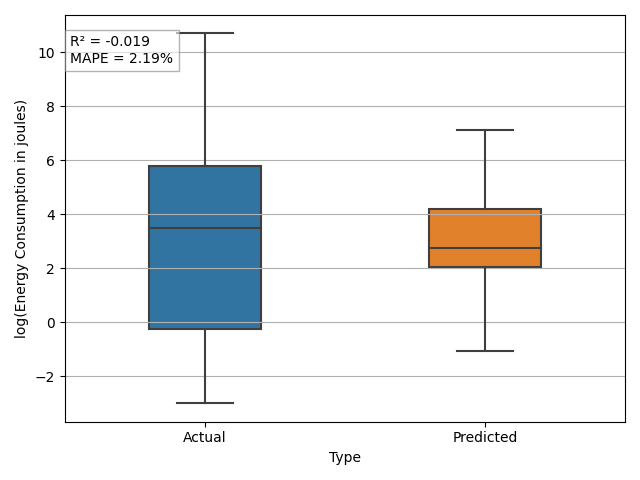 R² = -0.019
MAPE = 2.19%
10
8
6
4
2
0
−2
log(Energy Consumption in joules)
Actual
Predicted
Type